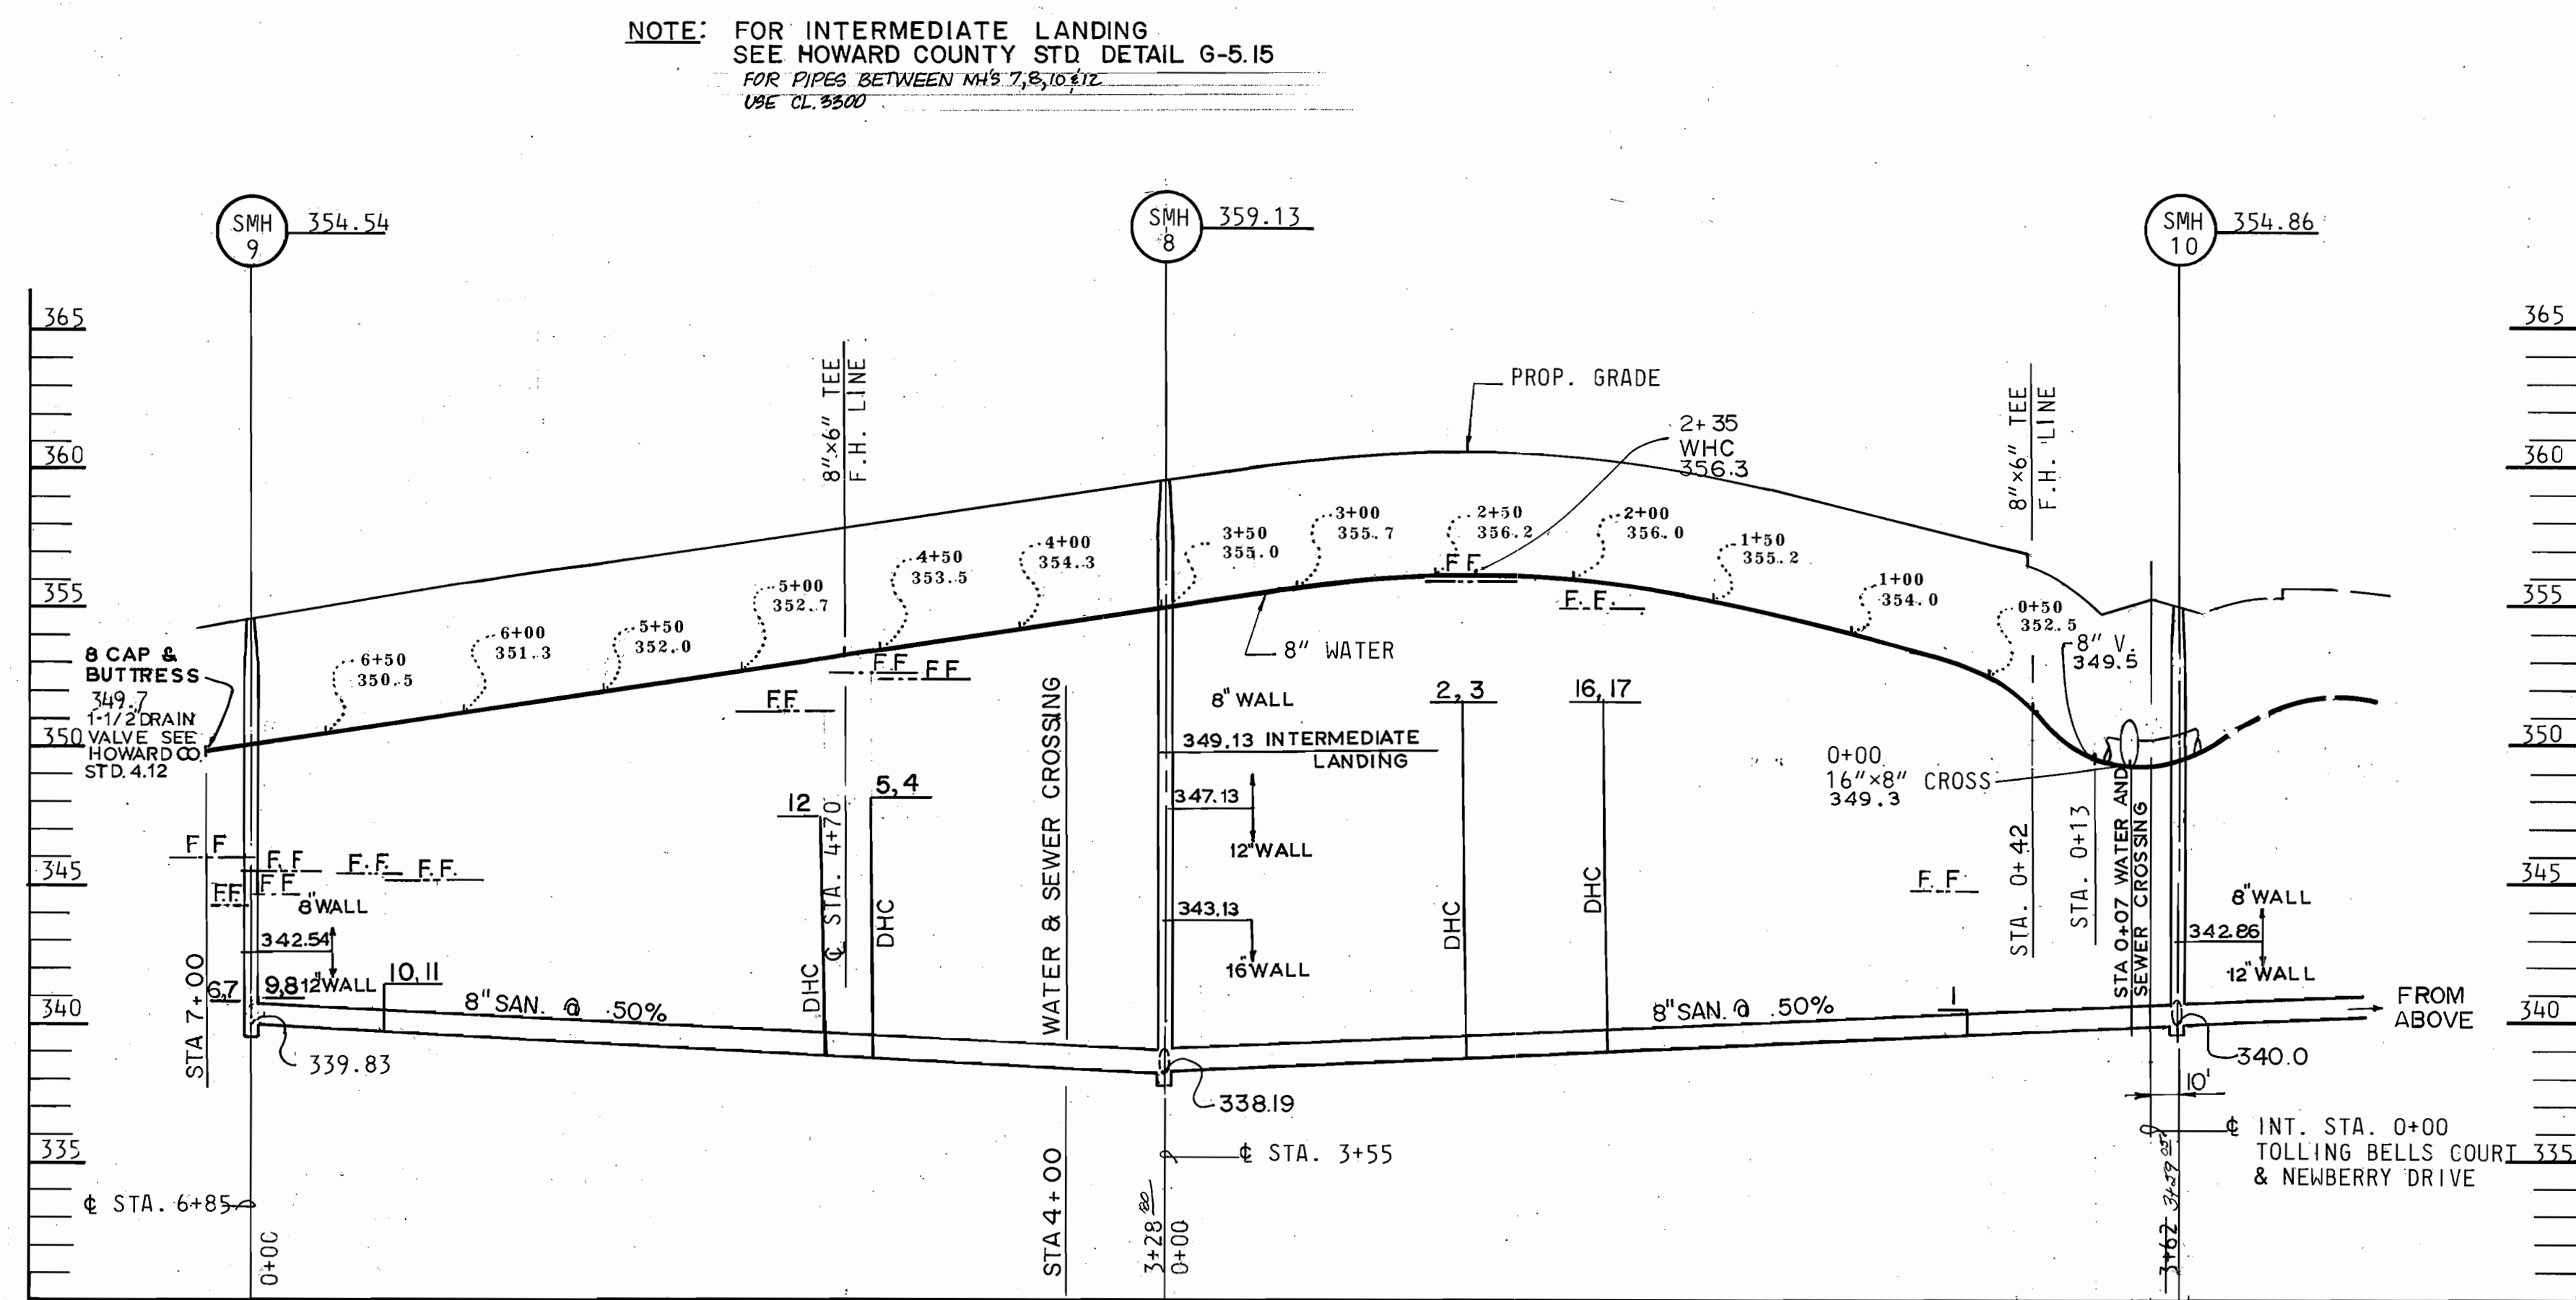 NOTE: FOR INTERMEDIATE LANDING
SEE HOWARD COUNTY STD. DETAIL G-5.15
FOR PIPES BETWEEN MH'S 7,8,10 & 12
USE CL. 3300
SMH
9
354.54
SMH
8
359.13
SMH
10
354.86
365
360
355
350
345
340
335
365
360
355
350
345
340
335
8"x6" TEE
F.H. LINE
PROP. GRADE
2+35
WHC
356.3
8"x6" TEE
F.H. LINE
6+50
350.5
6+00
351.3
5+50
352.0
5+00
352.7
4+50
353.5
4+00
354.3
3+50
355.0
3+00
355.7
2+50
356.2
2+00
356.0
1+50
355.2
1+00
354.0
0+50
352.5
8 CAP &
BUTTRESS
349.7
1-1/2 DRAIN
VALVE SEE
HOWARD CO.
STD. 4.12
8" WATER
8" V.
349.5
0+00
16"x8" CROSS
349.3
F.F.
F.F.
F.F.
F.F.
F.F.
F F
F.F
F.F
F.F.
F.F.
F.F.
F.F.
8" WALL
349.13 INTERMEDIATE
LANDING
347.13
12" WALL
343.13
16" WALL
8" WALL
342.54
12" WALL
6,7
9,8
10,11
12
5,4
2,3
16,17
1
DHC
DHC
DHC
DHC
℄ STA. 4+70
WATER & SEWER CROSSING
STA 4+00
STA 7+00
STA. 0+42
STA. 0+13
STA 0+07 WATER AND
SEWER CROSSING
8" WALL
342.86
12" WALL
8" SAN. @ .50%
8" SAN. @ .50%
FROM
ABOVE
339.83
338.19
340.0
10'
℄ STA. 6+85
℄ STA. 3+55
℄ INT. STA. 0+00
TOLLING BELLS COURT
& NEWBERRY DRIVE
0+00
3+28 80
0+00
3+62
3+59 05